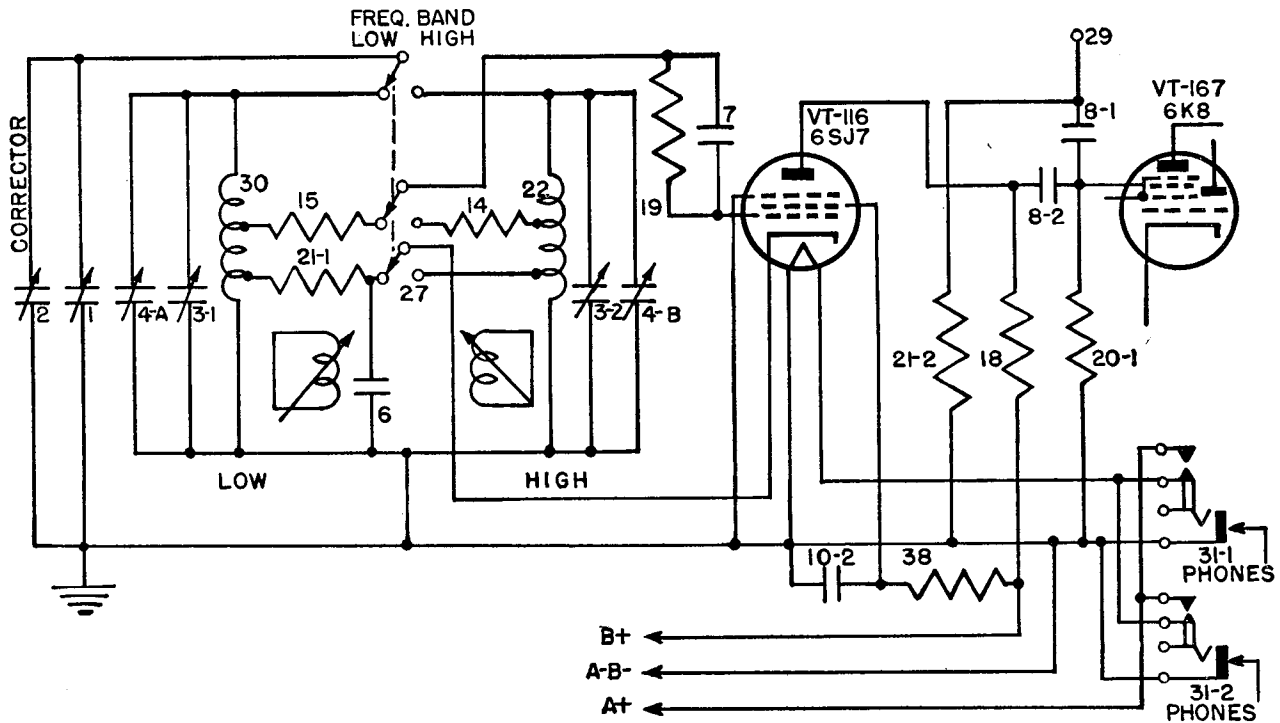 FREQ. BAND
LOW HIGH
29
VT-167
6K8
8-1
VT-116
6SJ7
7
CORRECTOR
30
15
14
22
19
8-2
21-1
27
2
1
4-A
3-1
3-2
4-B
21-2
18
20-1
6
LOW
HIGH
10-2
38
31-1
PHONES
B+
A-B-
A+
31-2
PHONES